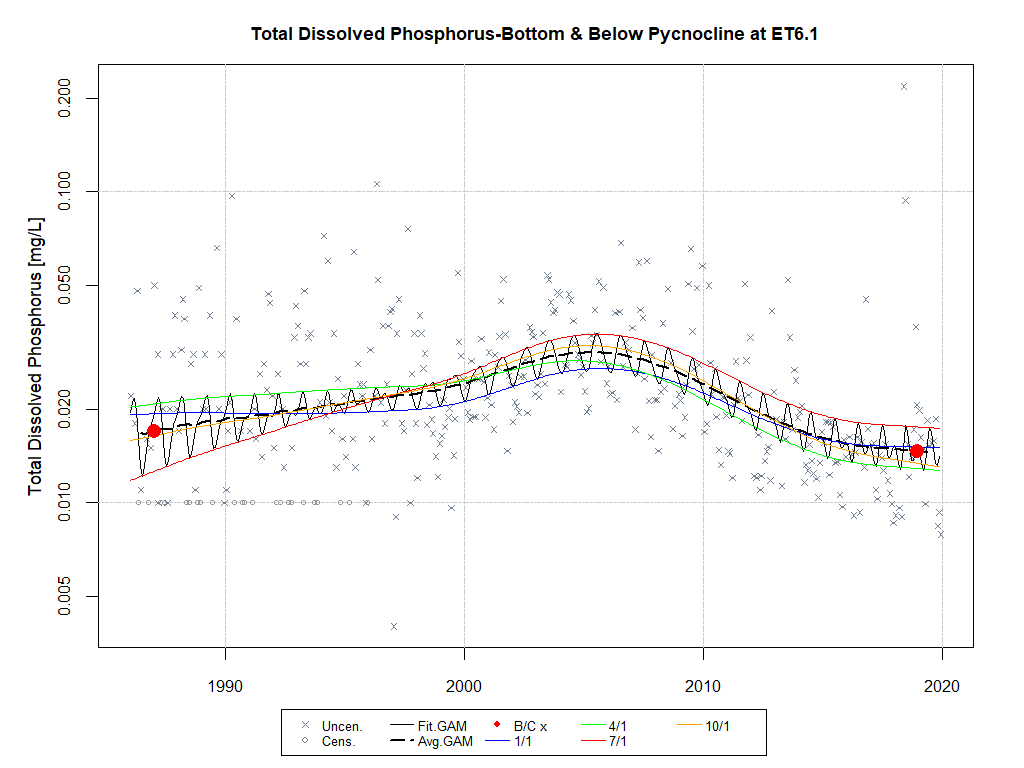 Total Dissolved Phosphorus-Bottom & Below Pycnocline at ET6.1
Total Dissolved Phosphorus [mg/L]
0.200
0.100
0.050
0.020
0.010
0.005
1990 2000 2010 2020
Uncen. Fit.GAM B/C x 4/1 10/1
Cens. Avg.GAM 1/1 7/1